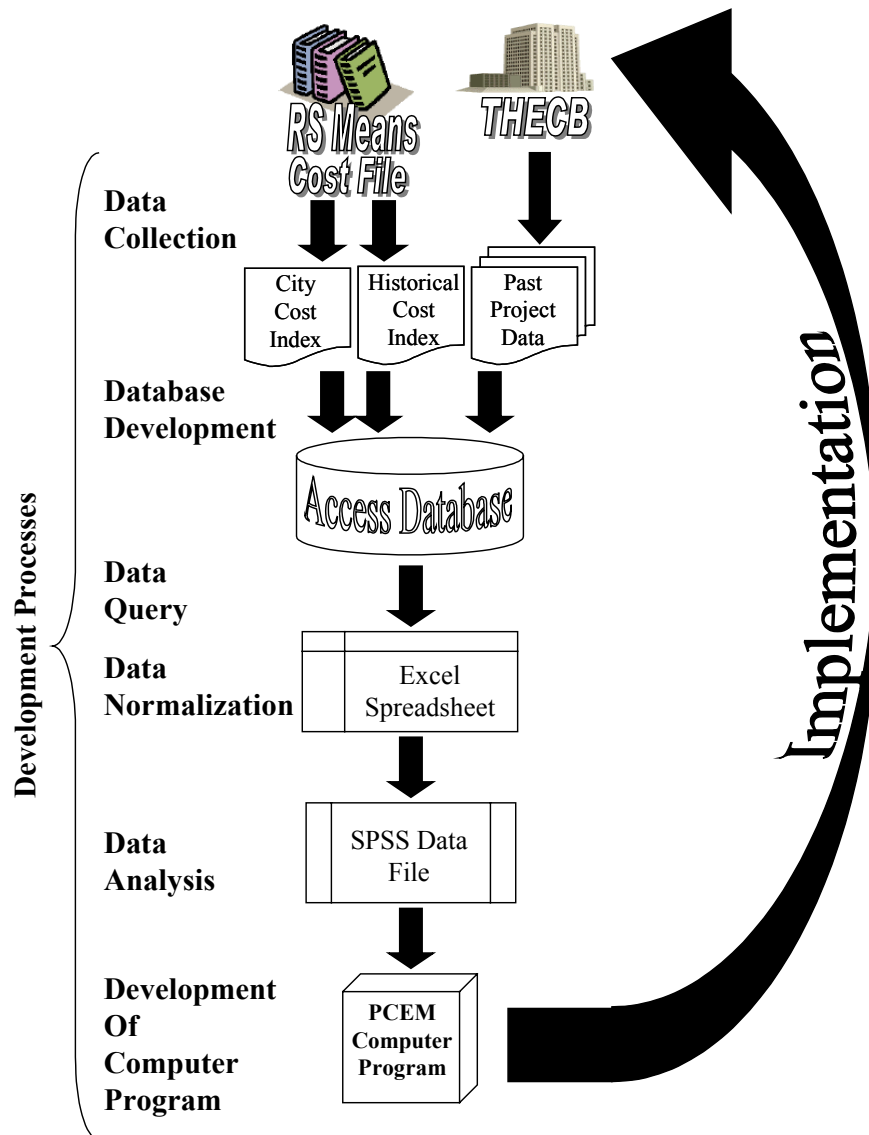 RS Means
Cost File
THECB
Data
Collection
City
Cost
Index
Historical
Cost
Index
Past
Project
Data
Database
Development
Access Database
Data
Query
Data
Normalization
Excel
Spreadsheet
Data
Analysis
SPSS Data
File
Development
Of
Computer
Program
PCEM
Computer
Program
Development Processes
Implementation